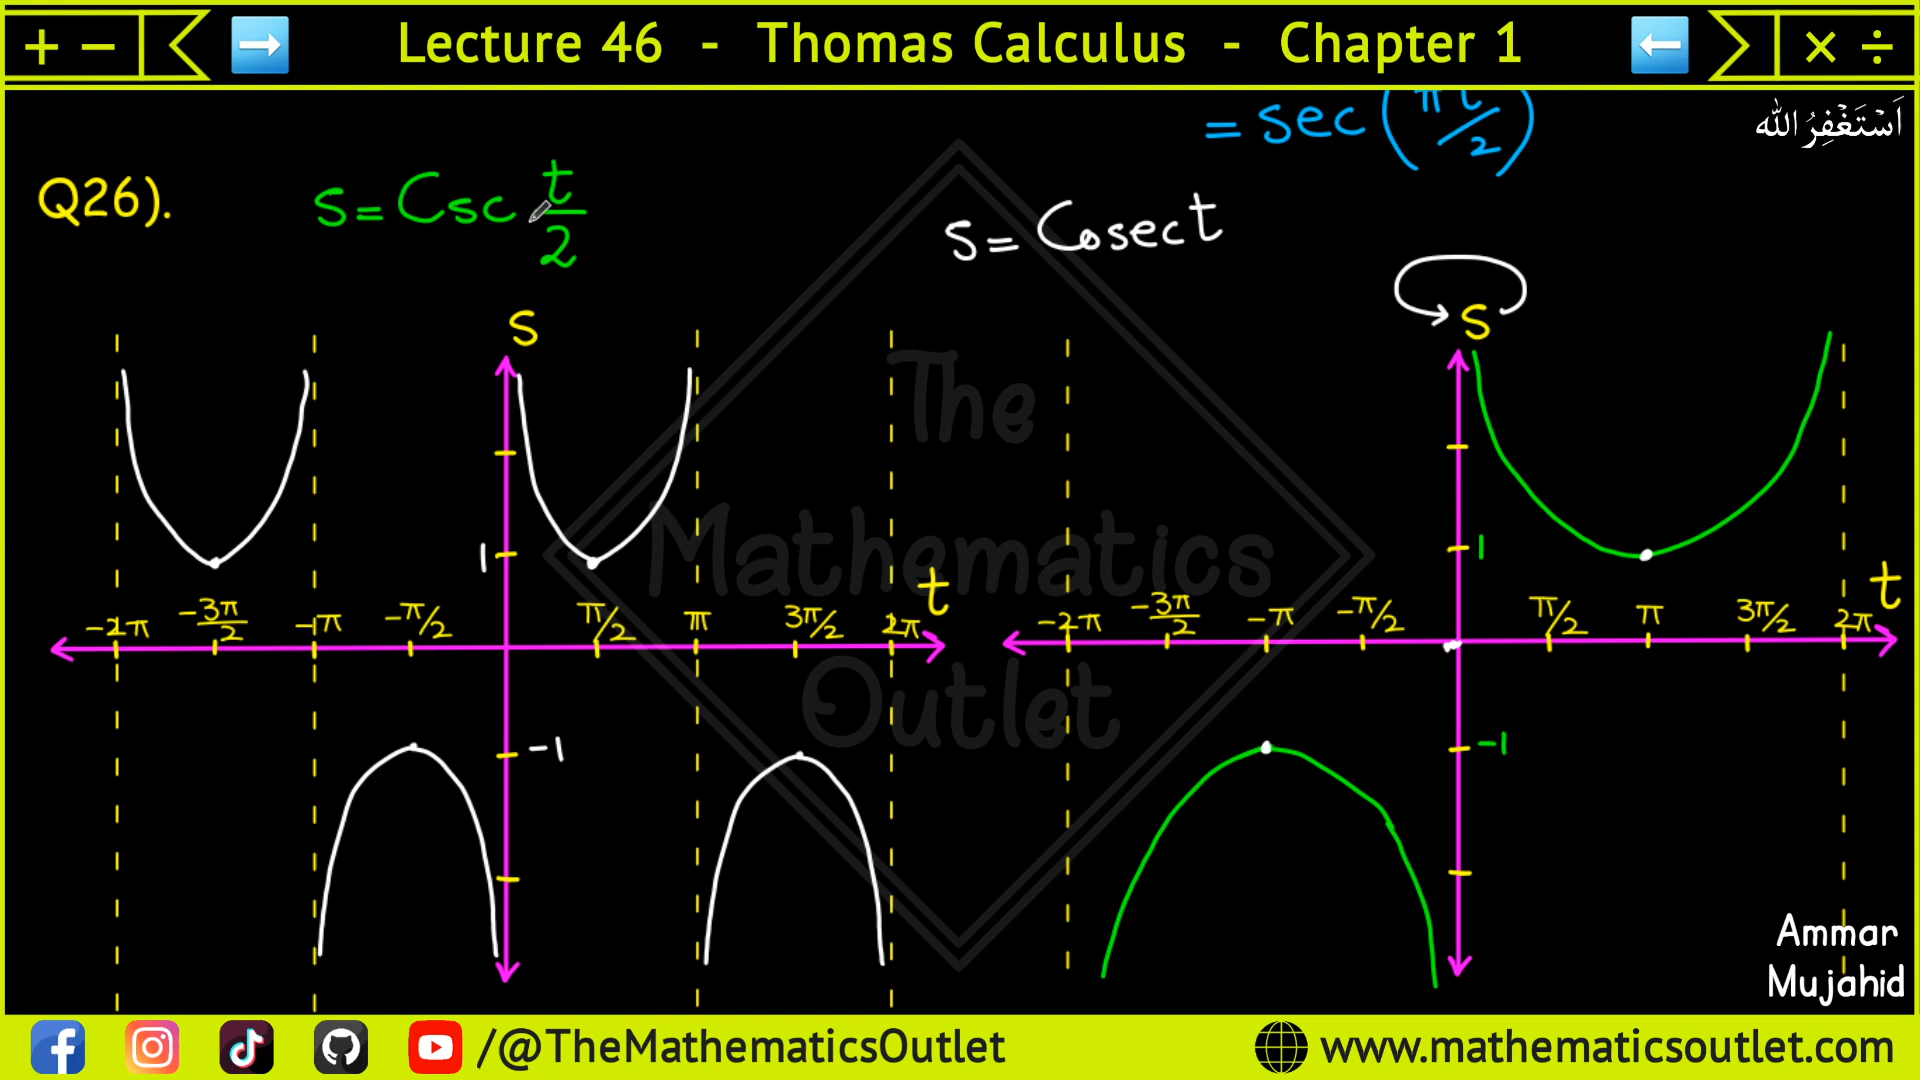 + − Lecture 46 - Thomas Calculus - Chapter 1 × ÷
اَسْتَغْفِرُ اللّٰه
= sec (πt/2)
Q26). s = Csc t/2
s = Cosec t
s
s
The
Mathematics
Outlet
1
1
t
t
-2π -3π/2 -π -π/2 π/2 π 3π/2 2π
-2π -3π/2 -π -π/2 π/2 π 3π/2 2π
-1
-1
Ammar
Mujahid
/@TheMathematicsOutlet www.mathematicsoutlet.com